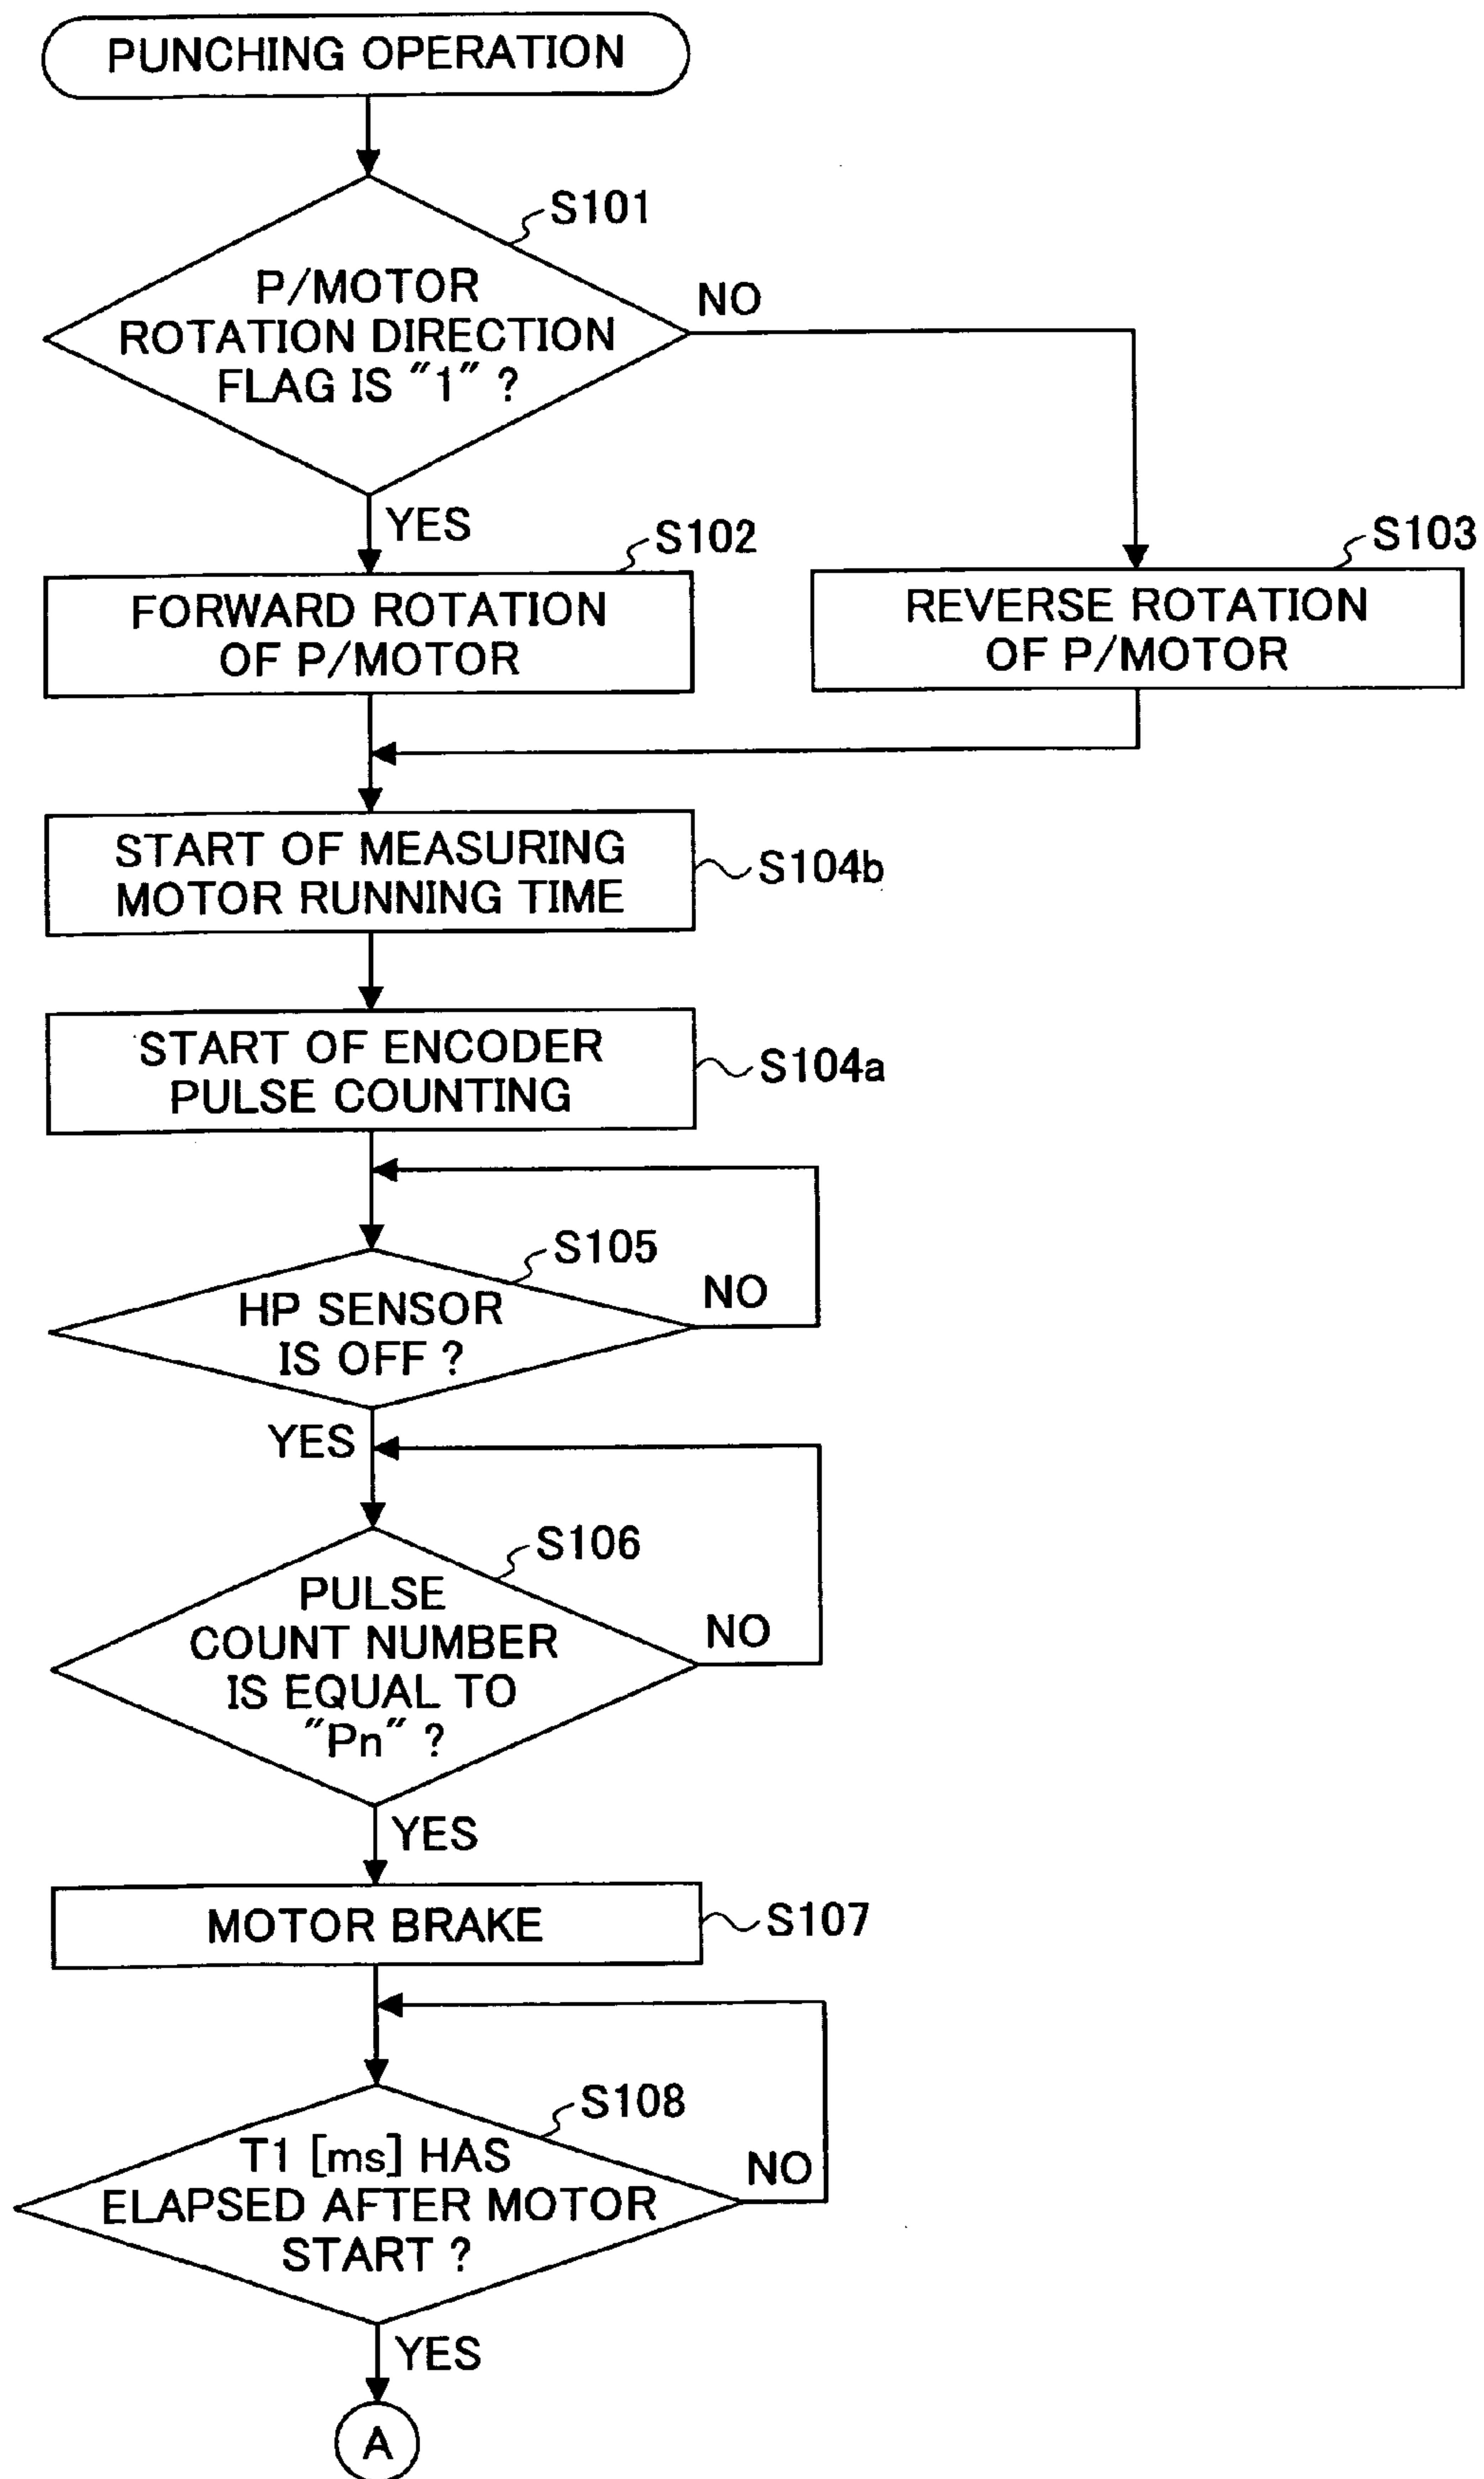 PUNCHING OPERATION
S101
P/MOTOR
ROTATION DIRECTION
FLAG IS "1" ?
NO
YES
S102
S103
FORWARD ROTATION
OF P/MOTOR
REVERSE ROTATION
OF P/MOTOR
START OF MEASURING
MOTOR RUNNING TIME
S104b
START OF ENCODER
PULSE COUNTING
S104a
S105
HP SENSOR
IS OFF ?
NO
YES
S106
PULSE
COUNT NUMBER
IS EQUAL TO
"Pn" ?
NO
YES
MOTOR BRAKE
S107
S108
T1 [ms] HAS
ELAPSED AFTER MOTOR
START ?
NO
YES
A